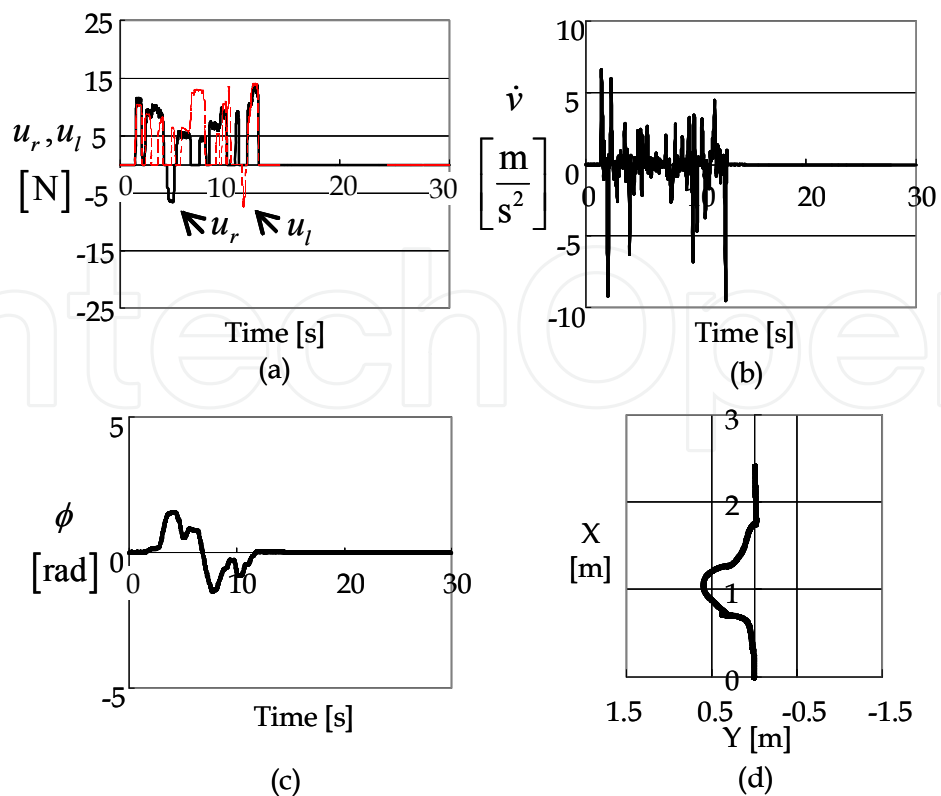 25
15
5
-5
-15
-25
u_r, u_l
[N]
0 10 20 30
u_r u_l
Time [s]
(a)
10
5
0
-5
-10
v̇
[m/s²]
0 10 20 30
Time [s]
(b)
5
0
-5
ϕ
[rad]
0 10 20 30
Time [s]
(c)
3
2
1
0
X
[m]
1.5 0.5 -0.5 -1.5
Y [m]
(d)
ntechOpe